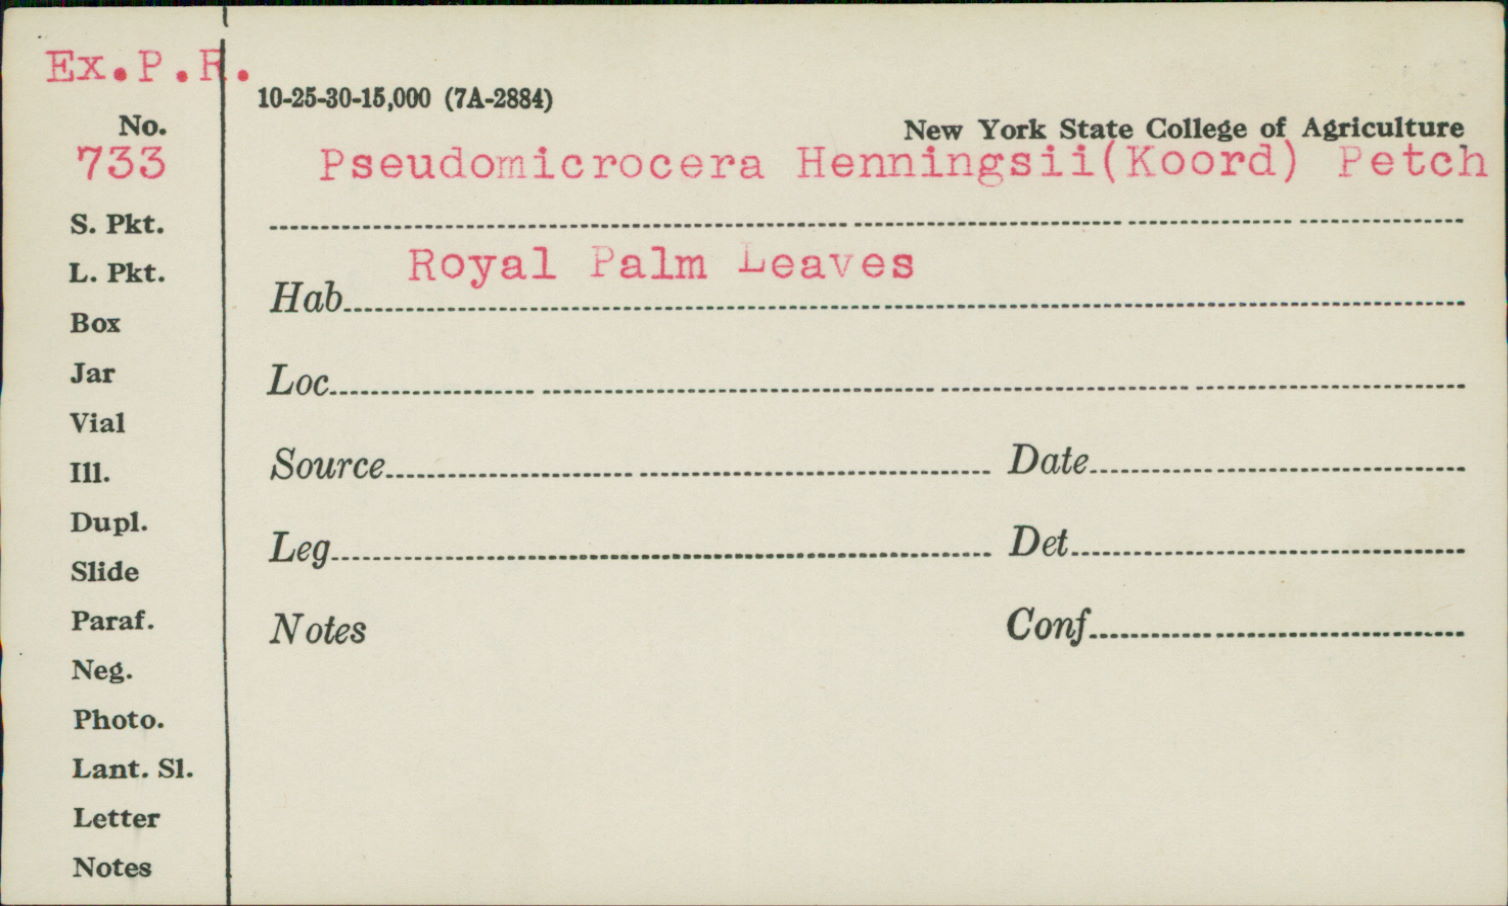 Ex.P.R.
10-25-30-15,000 (7A-2884)
No.
New York State College of Agriculture
733
Pseudomicrocera Henningsii(Koord) Petch
S. Pkt.
L. Pkt.
Royal Palm Leaves
Hab
Box
Jar
Loc
Vial
Ill.
Source
Date
Dupl.
Slide
Leg
Det
Paraf.
Notes
Conf
Neg.
Photo.
Lant. Sl.
Letter
Notes